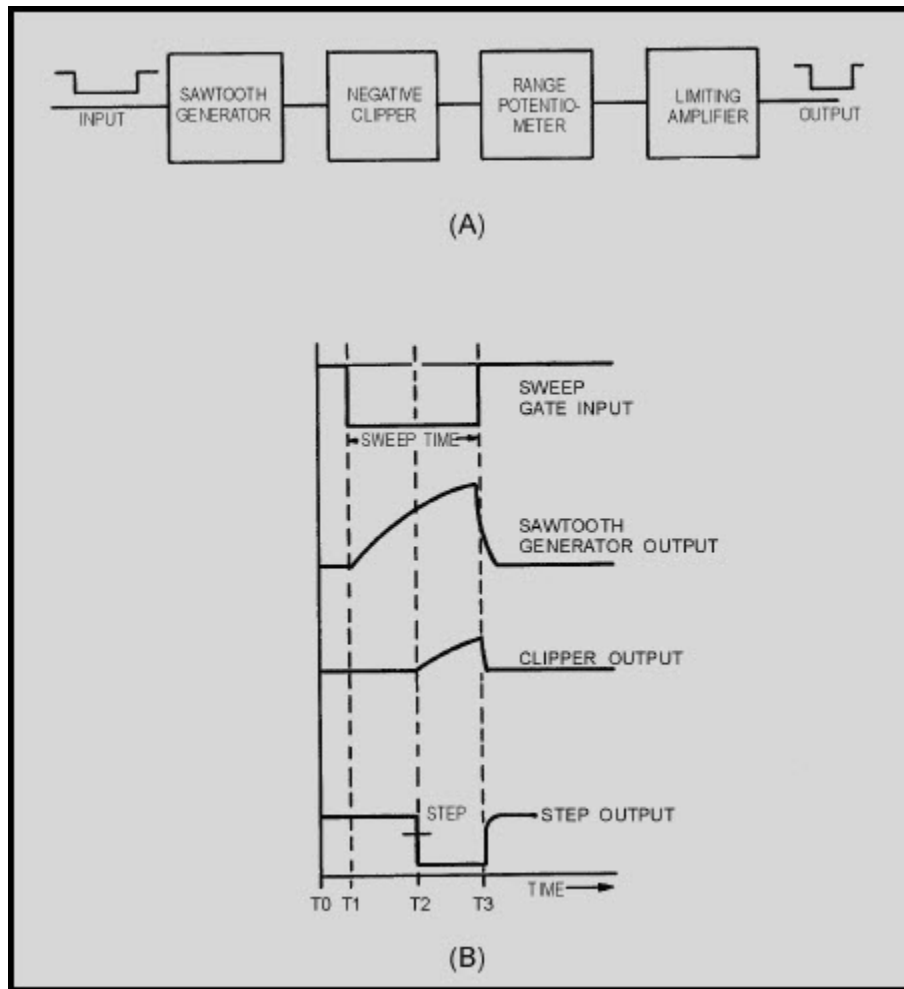 INPUT
SAWTOOTH
GENERATOR
NEGATIVE
CLIPPER
RANGE
POTENTIO-
METER
LIMITING
AMPLIFIER
OUTPUT
(A)
SWEEP
GATE INPUT
SWEEP TIME
SAWTOOTH
GENERATOR OUTPUT
CLIPPER OUTPUT
STEP
STEP OUTPUT
TIME
T0 T1 T2 T3
(B)